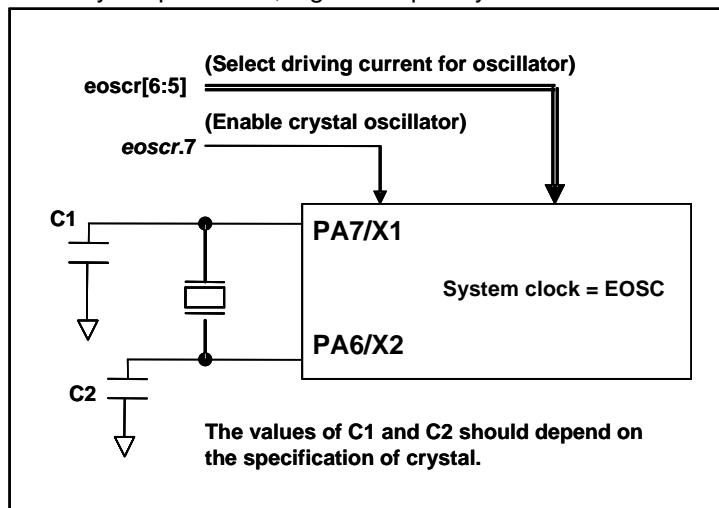 (Select driving current for oscillator)
eoscr[6:5]
(Enable crystal oscillator)
eoscr.7
C1
PA7/X1
System clock = EOSC
PA6/X2
C2
The values of C1 and C2 should depend on
the specification of crystal.